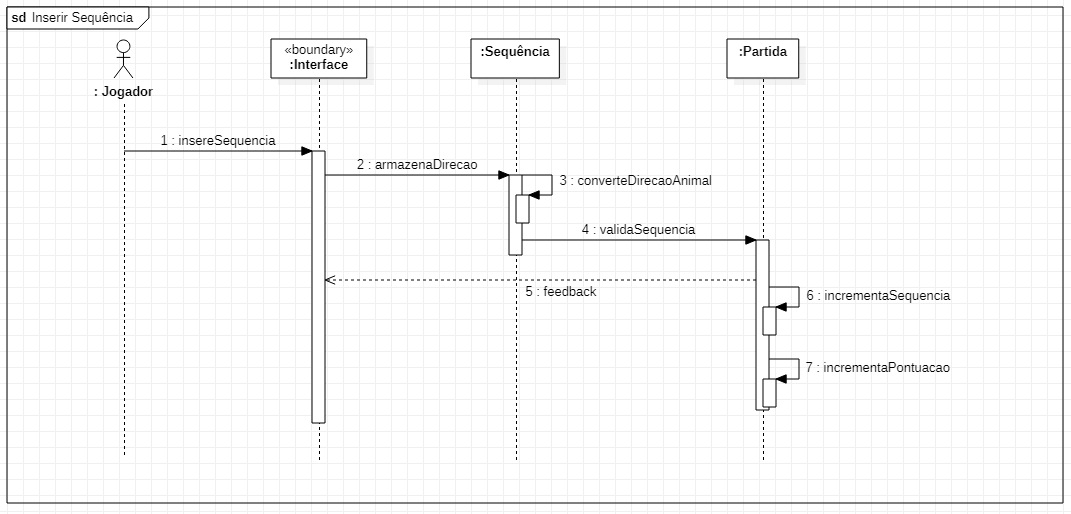 sd Inserir Sequência
: Jogador
«boundary»
:Interface
:Sequência
:Partida
1 : insereSequencia
2 : armazenaDirecao
3 : converteDirecaoAnimal
4 : validaSequencia
5 : feedback
6 : incrementaSequencia
7 : incrementaPontuacao